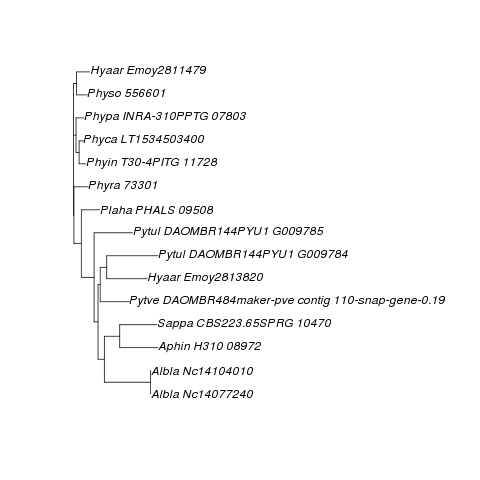 Hyaar Emoy2811479
Physo 556601
Phypa INRA-310PPTG 07803
Phyca LT1534503400
Phyin T30-4PITG 11728
Phyra 73301
Plaha PHALS 09508
Pytul DAOMBR144PYU1 G009785
Pytul DAOMBR144PYU1 G009784
Hyaar Emoy2813820
Pytve DAOMBR484maker-pve contig 110-snap-gene-0.19
Sappa CBS223.65SPRG 10470
Aphin H310 08972
Albla Nc14104010
Albla Nc14077240